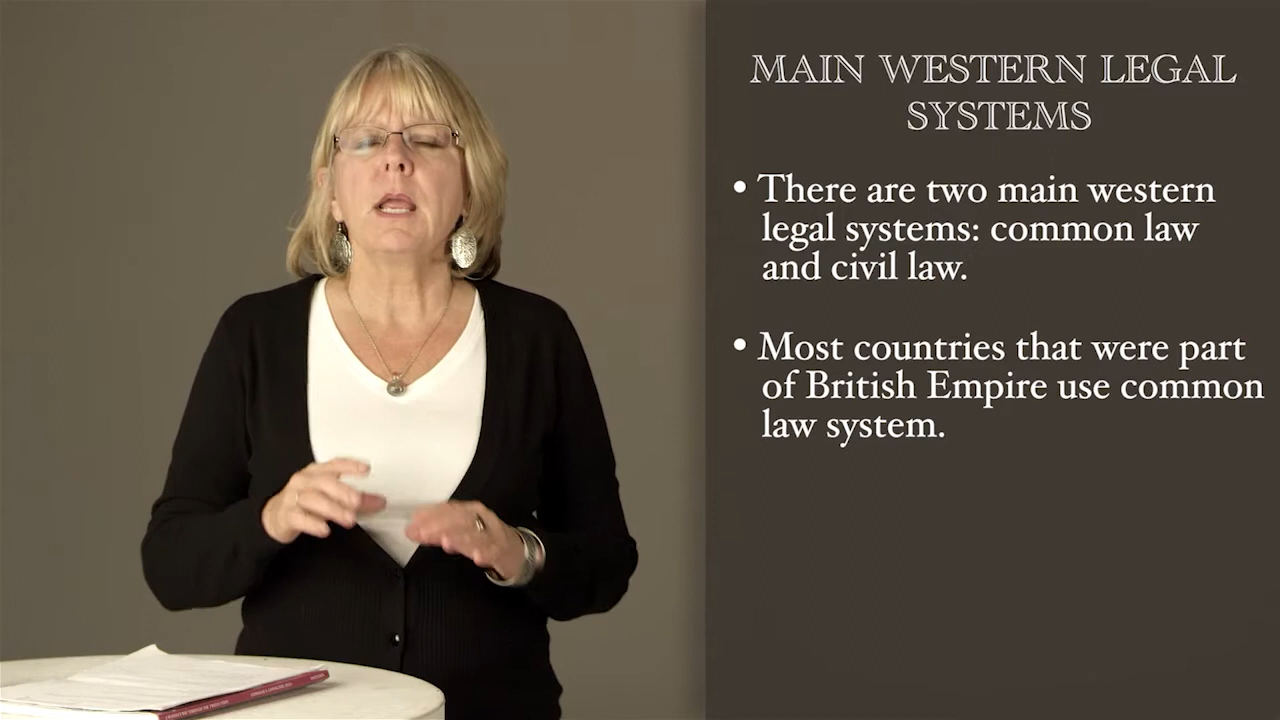 MAIN WESTERN LEGAL
SYSTEMS
• There are two main western
legal systems: common law
and civil law.
• Most countries that were part
of British Empire use common
law system.